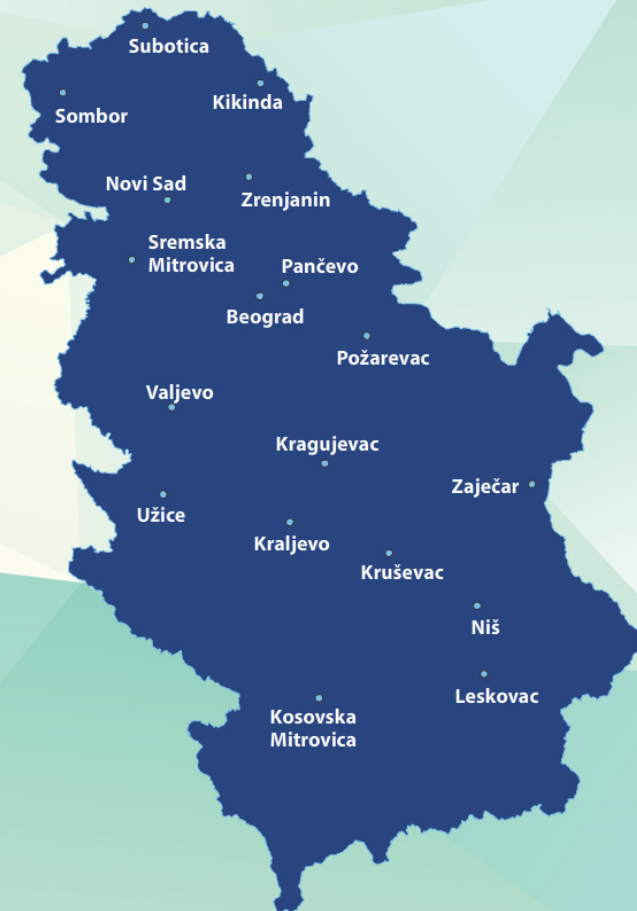 Subotica
Kikinda
Sombor
Novi Sad
Zrenjanin
Sremska
Mitrovica
Pančevo
Beograd
Požarevac
Valjevo
Kragujevac
Zaječar
Užice
Kraljevo
Kruševac
Niš
Leskovac
Kosovska
Mitrovica